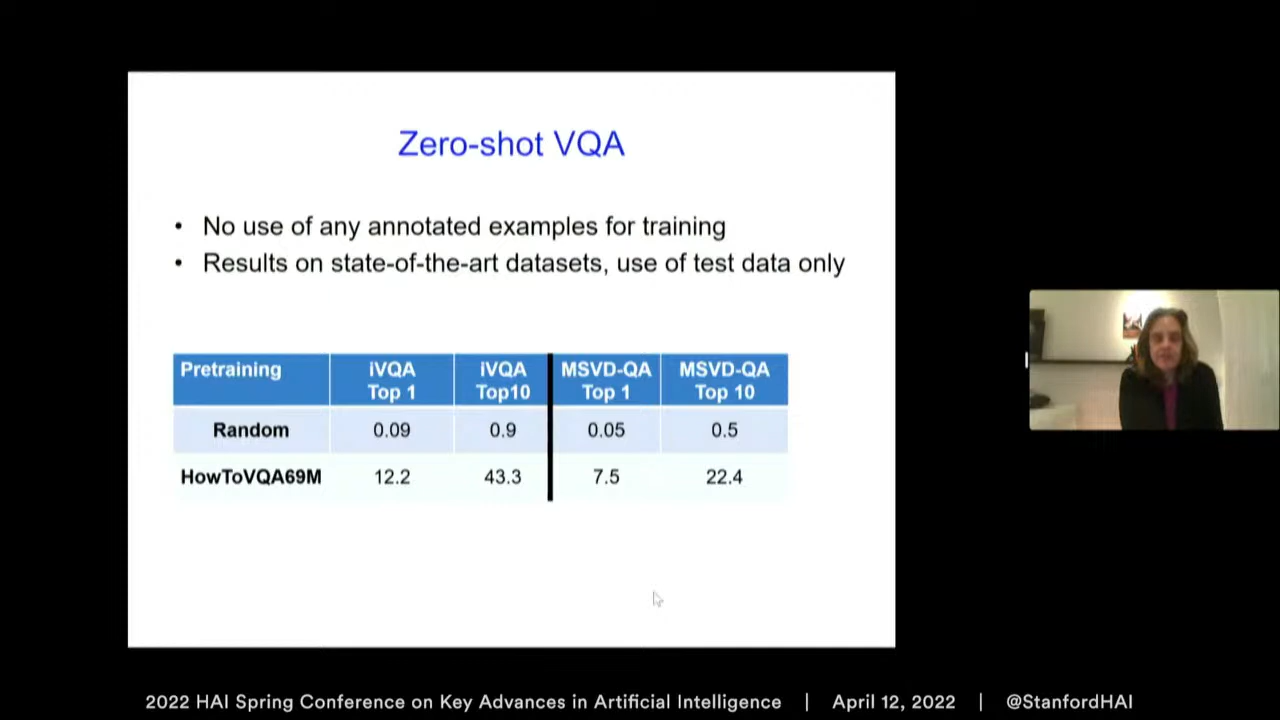 Zero-shot VQA
• No use of any annotated examples for training
• Results on state-of-the-art datasets, use of test data only
Pretraining iVQA Top 1 iVQA Top10 MSVD-QA Top 1 MSVD-QA Top 10
Random 0.09 0.9 0.05 0.5
HowToVQA69M 12.2 43.3 7.5 22.4
2022 HAI Spring Conference on Key Advances in Artificial Intelligence | April 12, 2022 | @StanfordHAI